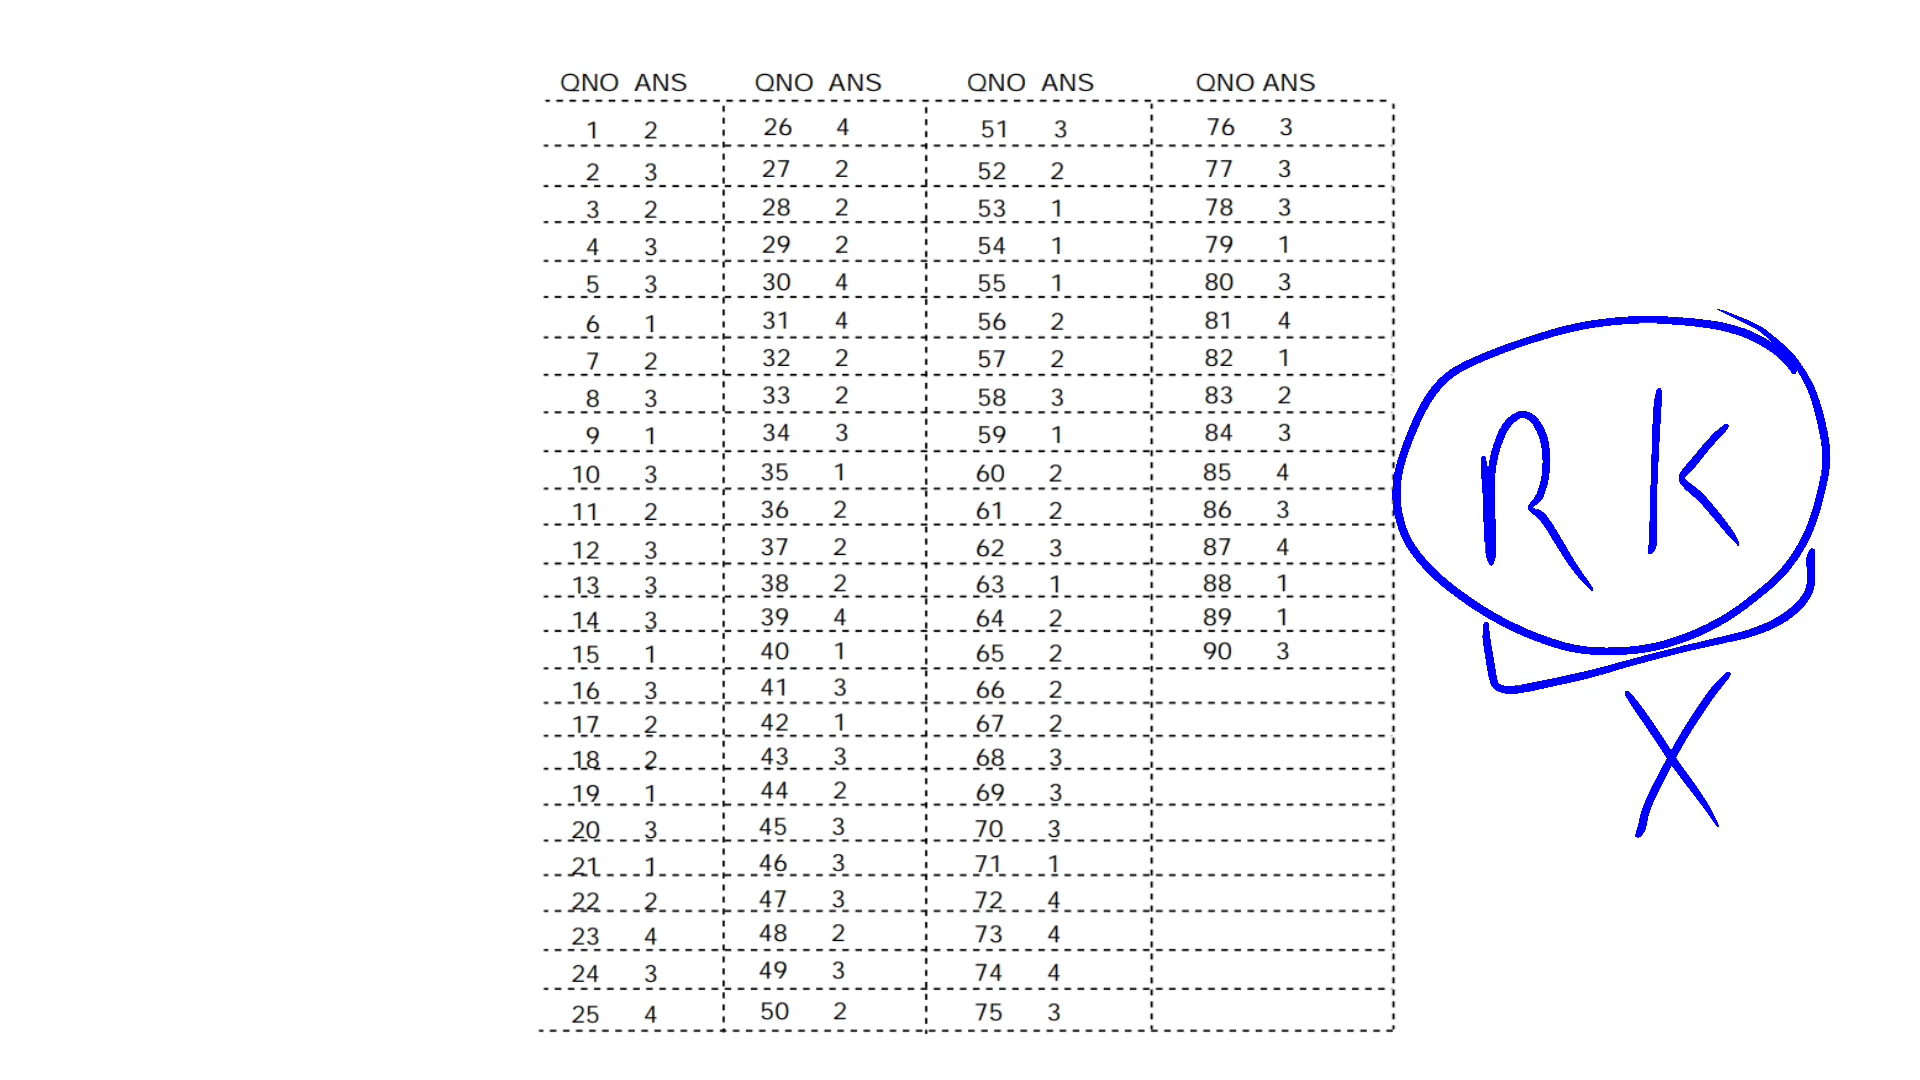 QNO ANS QNO ANS QNO ANS QNO ANS
1 2 26 4 51 3 76 3
2 3 27 2 52 2 77 3
3 2 28 2 53 1 78 3
4 3 29 2 54 1 79 1
5 3 30 4 55 1 80 3
6 1 31 4 56 2 81 4
7 2 32 2 57 2 82 1
8 3 33 2 58 3 83 2
9 1 34 3 59 1 84 3
10 3 35 1 60 2 85 4
11 2 36 2 61 2 86 3
12 3 37 2 62 3 87 4
13 3 38 2 63 1 88 1
14 3 39 4 64 2 89 1
15 1 40 1 65 2 90 3
16 3 41 3 66 2
17 2 42 1 67 2
18 2 43 3 68 3
19 1 44 2 69 3
20 3 45 3 70 3
21 1 46 3 71 1
22 2 47 3 72 4
23 4 48 2 73 4
24 3 49 3 74 4
25 4 50 2 75 3
R K
X